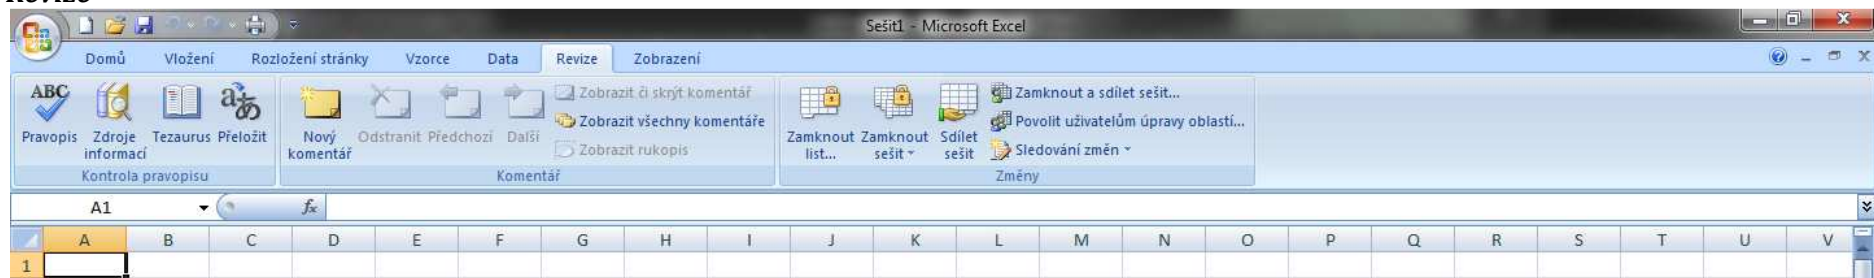 Sešit1 - Microsoft Excel
Domů Vložení Rozložení stránky Vzorce Data Revize Zobrazení
ABC
Pravopis
Zdroje
informací
Tezaurus
Přeložit
Kontrola pravopisu
Nový
komentář
Odstranit
Předchozí
Další
Zobrazit či skrýt komentář
Zobrazit všechny komentáře
Zobrazit rukopis
Komentář
Zamknout
list...
Zamknout
sešit
Sdílet
sešit
Zamknout a sdílet sešit...
Povolit uživatelům úpravy oblastí...
Sledování změn
Změny
A1 fx
A B C D E F G H I J K L M N O P Q R S T U V
1